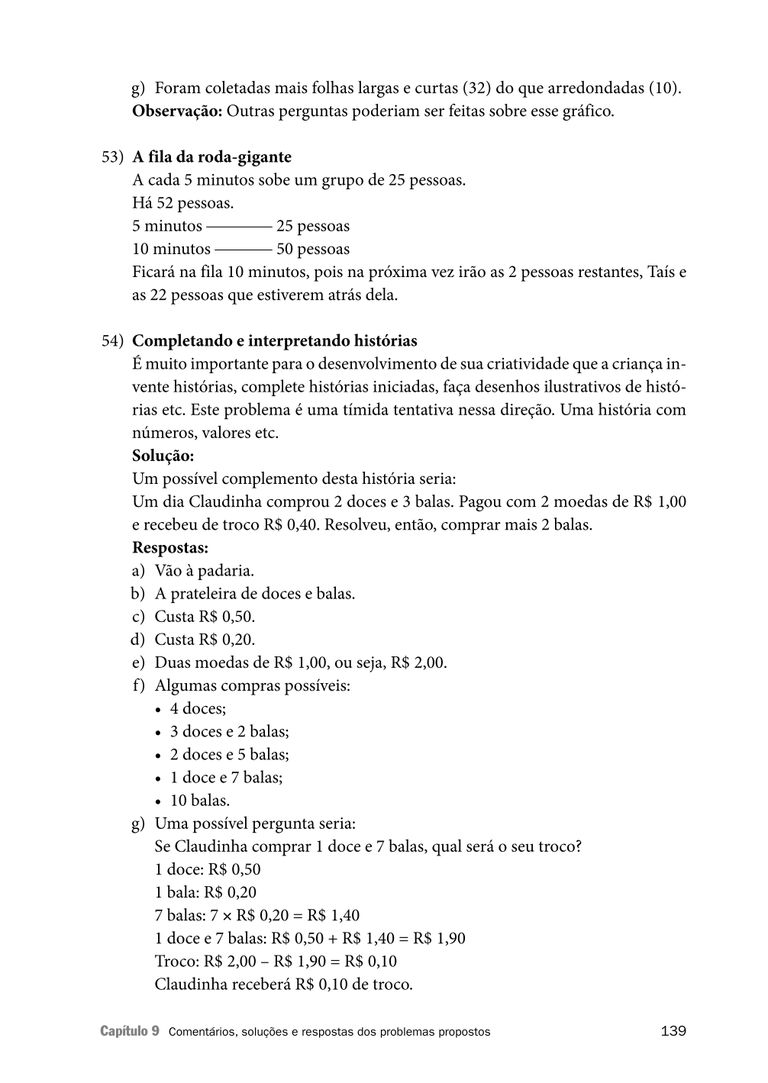 g) Foram coletadas mais folhas largas e curtas (32) do que arredondadas (10).
Observação: Outras perguntas poderiam ser feitas sobre esse gráfico.
53) A fila da roda-gigante
A cada 5 minutos sobe um grupo de 25 pessoas.
Há 52 pessoas.
5 minutos ———— 25 pessoas
10 minutos ———— 50 pessoas
Ficará na fila 10 minutos, pois na próxima vez irão as 2 pessoas restantes, Taís e
as 22 pessoas que estiverem atrás dela.
54) Completando e interpretando histórias
É muito importante para o desenvolvimento de sua criatividade que a criança in-
vente histórias, complete histórias iniciadas, faça desenhos ilustrativos de histó-
rias etc. Este problema é uma tímida tentativa nessa direção. Uma história com
números, valores etc.
Solução:
Um possível complemento desta história seria:
Um dia Claudinha comprou 2 doces e 3 balas. Pagou com 2 moedas de R$ 1,00
e recebeu de troco R$ 0,40. Resolveu, então, comprar mais 2 balas.
Respostas:
a) Vão à padaria.
b) A prateleira de doces e balas.
c) Custa R$ 0,50.
d) Custa R$ 0,20.
e) Duas moedas de R$ 1,00, ou seja, R$ 2,00.
f) Algumas compras possíveis:
• 4 doces;
• 3 doces e 2 balas;
• 2 doces e 5 balas;
• 1 doce e 7 balas;
• 10 balas.
g) Uma possível pergunta seria:
Se Claudinha comprar 1 doce e 7 balas, qual será o seu troco?
1 doce: R$ 0,50
1 bala: R$ 0,20
7 balas: 7 × R$ 0,20 = R$ 1,40
1 doce e 7 balas: R$ 0,50 + R$ 1,40 = R$ 1,90
Troco: R$ 2,00 – R$ 1,90 = R$ 0,10
Claudinha receberá R$ 0,10 de troco.
Capítulo 9 Comentários, soluções e respostas dos problemas propostos 139